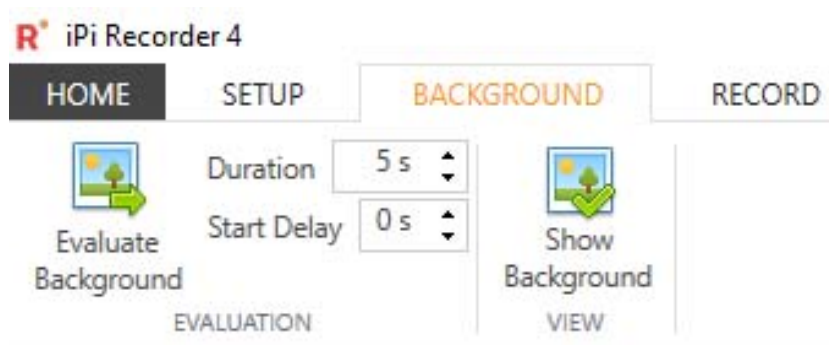 R iPi Recorder 4
HOME SETUP BACKGROUND RECORD
Duration 5 s
Start Delay 0 s
Evaluate
Background
Show
Background
EVALUATION VIEW